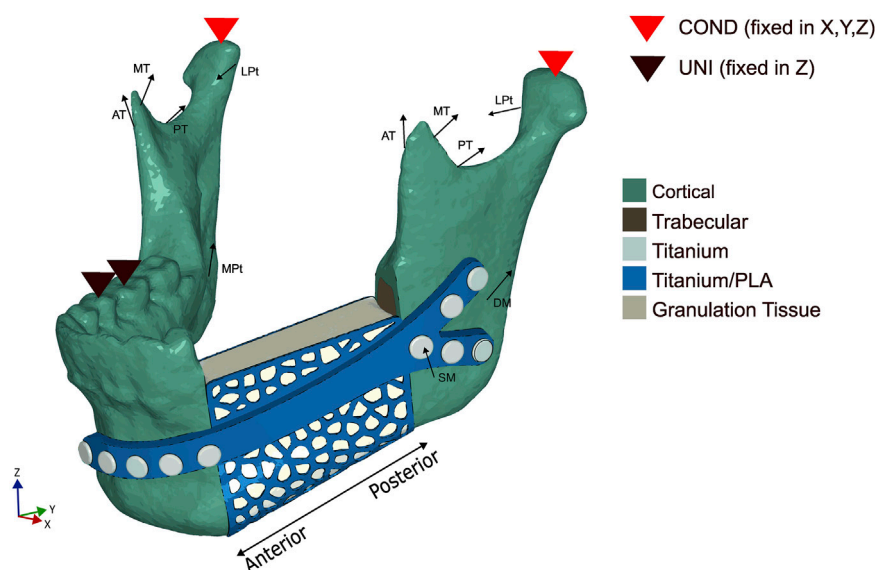 COND (fixed in X,Y,Z)
UNI (fixed in Z)
MT
LPt
AT
PT
MT
LPt
AT
PT
Cortical
Trabecular
Titanium
Titanium/PLA
Granulation Tissue
MPt
DM
SM
Posterior
Anterior
Z
Y
X